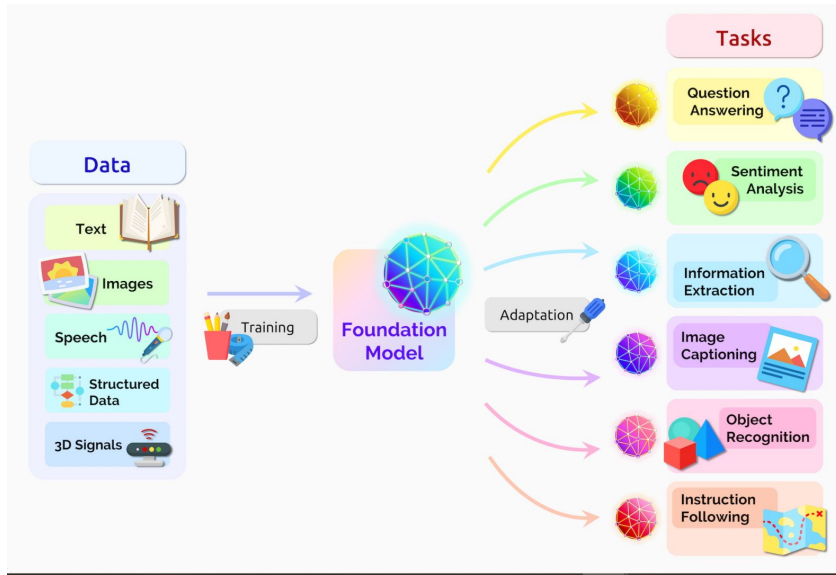 Data
Text
Images
Speech
Structured
Data
3D Signals
Training
Foundation
Model
Adaptation
Tasks
Question
Answering
Sentiment
Analysis
Information
Extraction
Image
Captioning
Object
Recognition
Instruction
Following